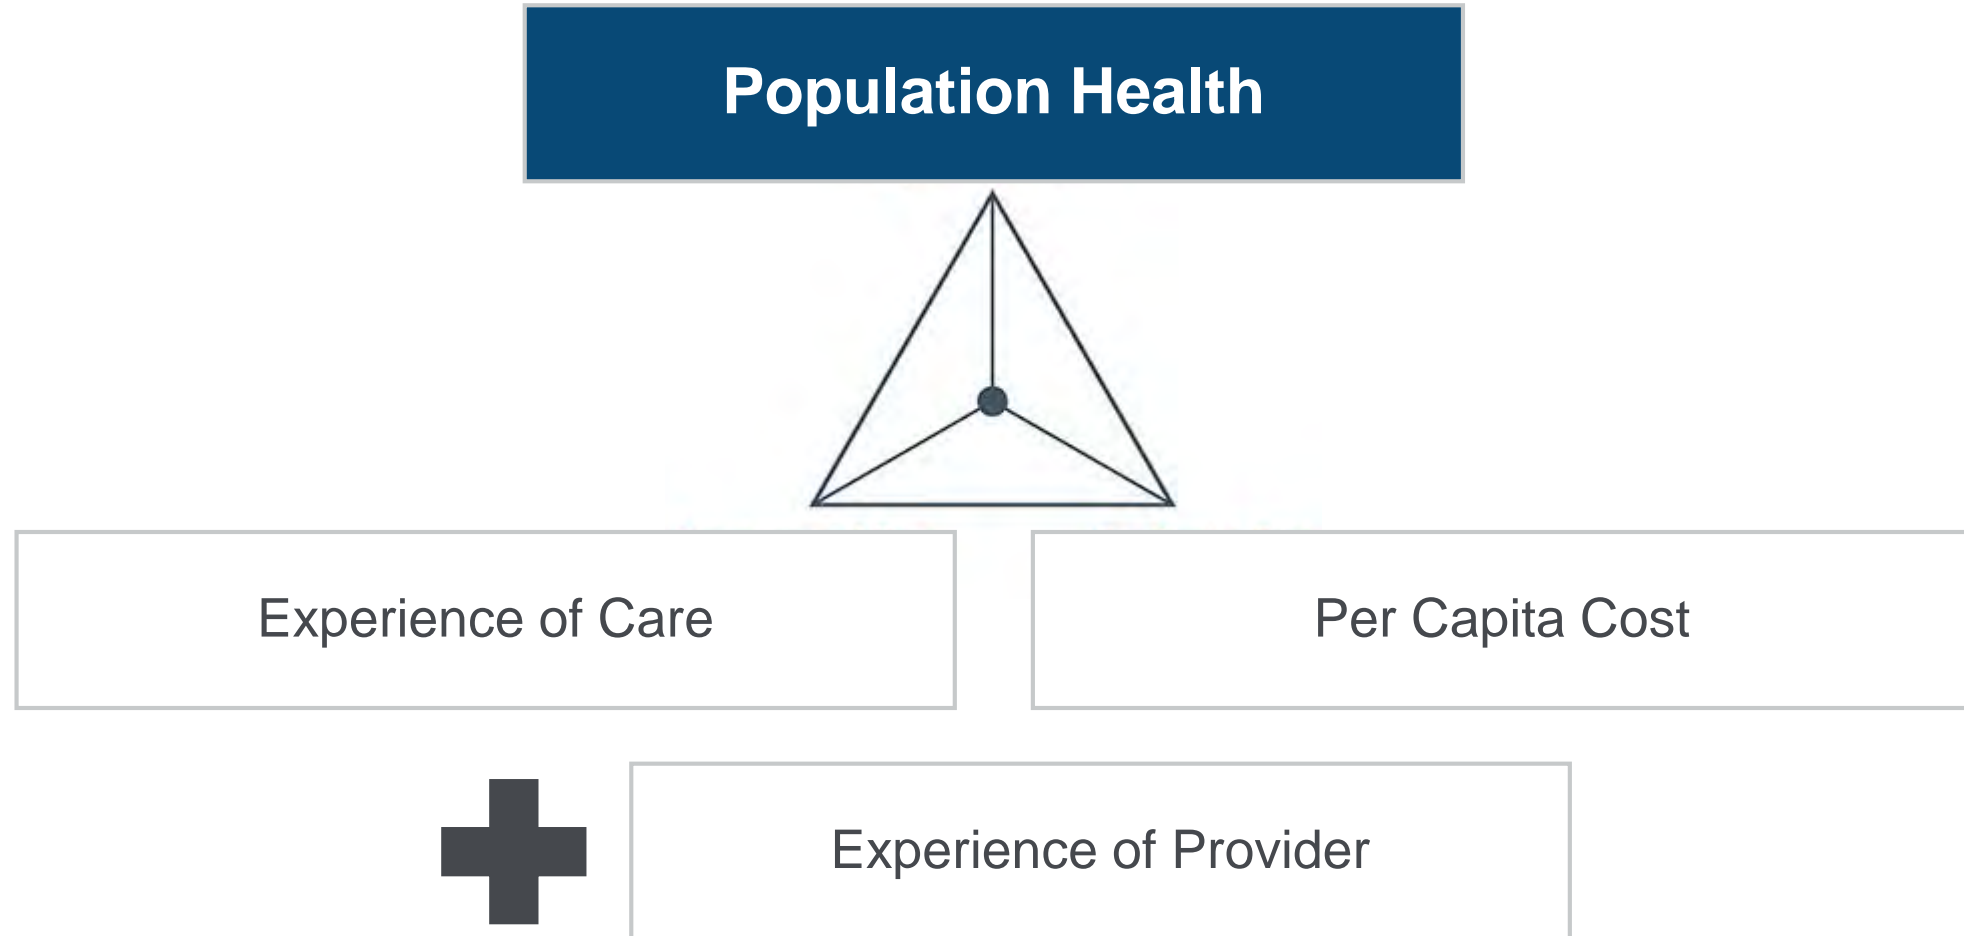 Population Health
Experience of Care
Per Capita Cost
Experience of Provider